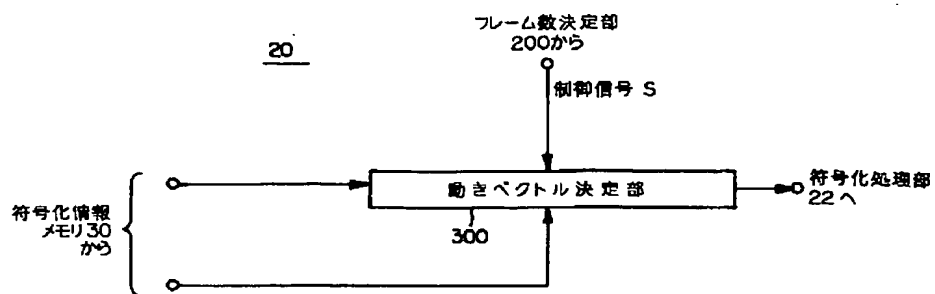 20
フレーム数決定部
200から
制御信号 S
動きベクトル決定部
300
符号化処理部
22へ
符号化情報
メモリ30
から